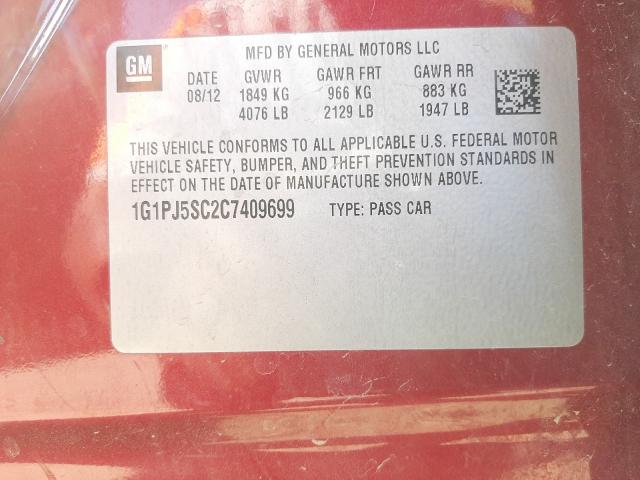 GM
MFD BY GENERAL MOTORS LLC
DATE GVWR GAWR FRT GAWR RR
08/12 1849 KG 966 KG 883 KG
4076 LB 2129 LB 1947 LB
THIS VEHICLE CONFORMS TO ALL APPLICABLE U.S. FEDERAL MOTOR
VEHICLE SAFETY, BUMPER, AND THEFT PREVENTION STANDARDS IN
EFFECT ON THE DATE OF MANUFACTURE SHOWN ABOVE.
1G1PJ5SC2C7409699 TYPE: PASS CAR